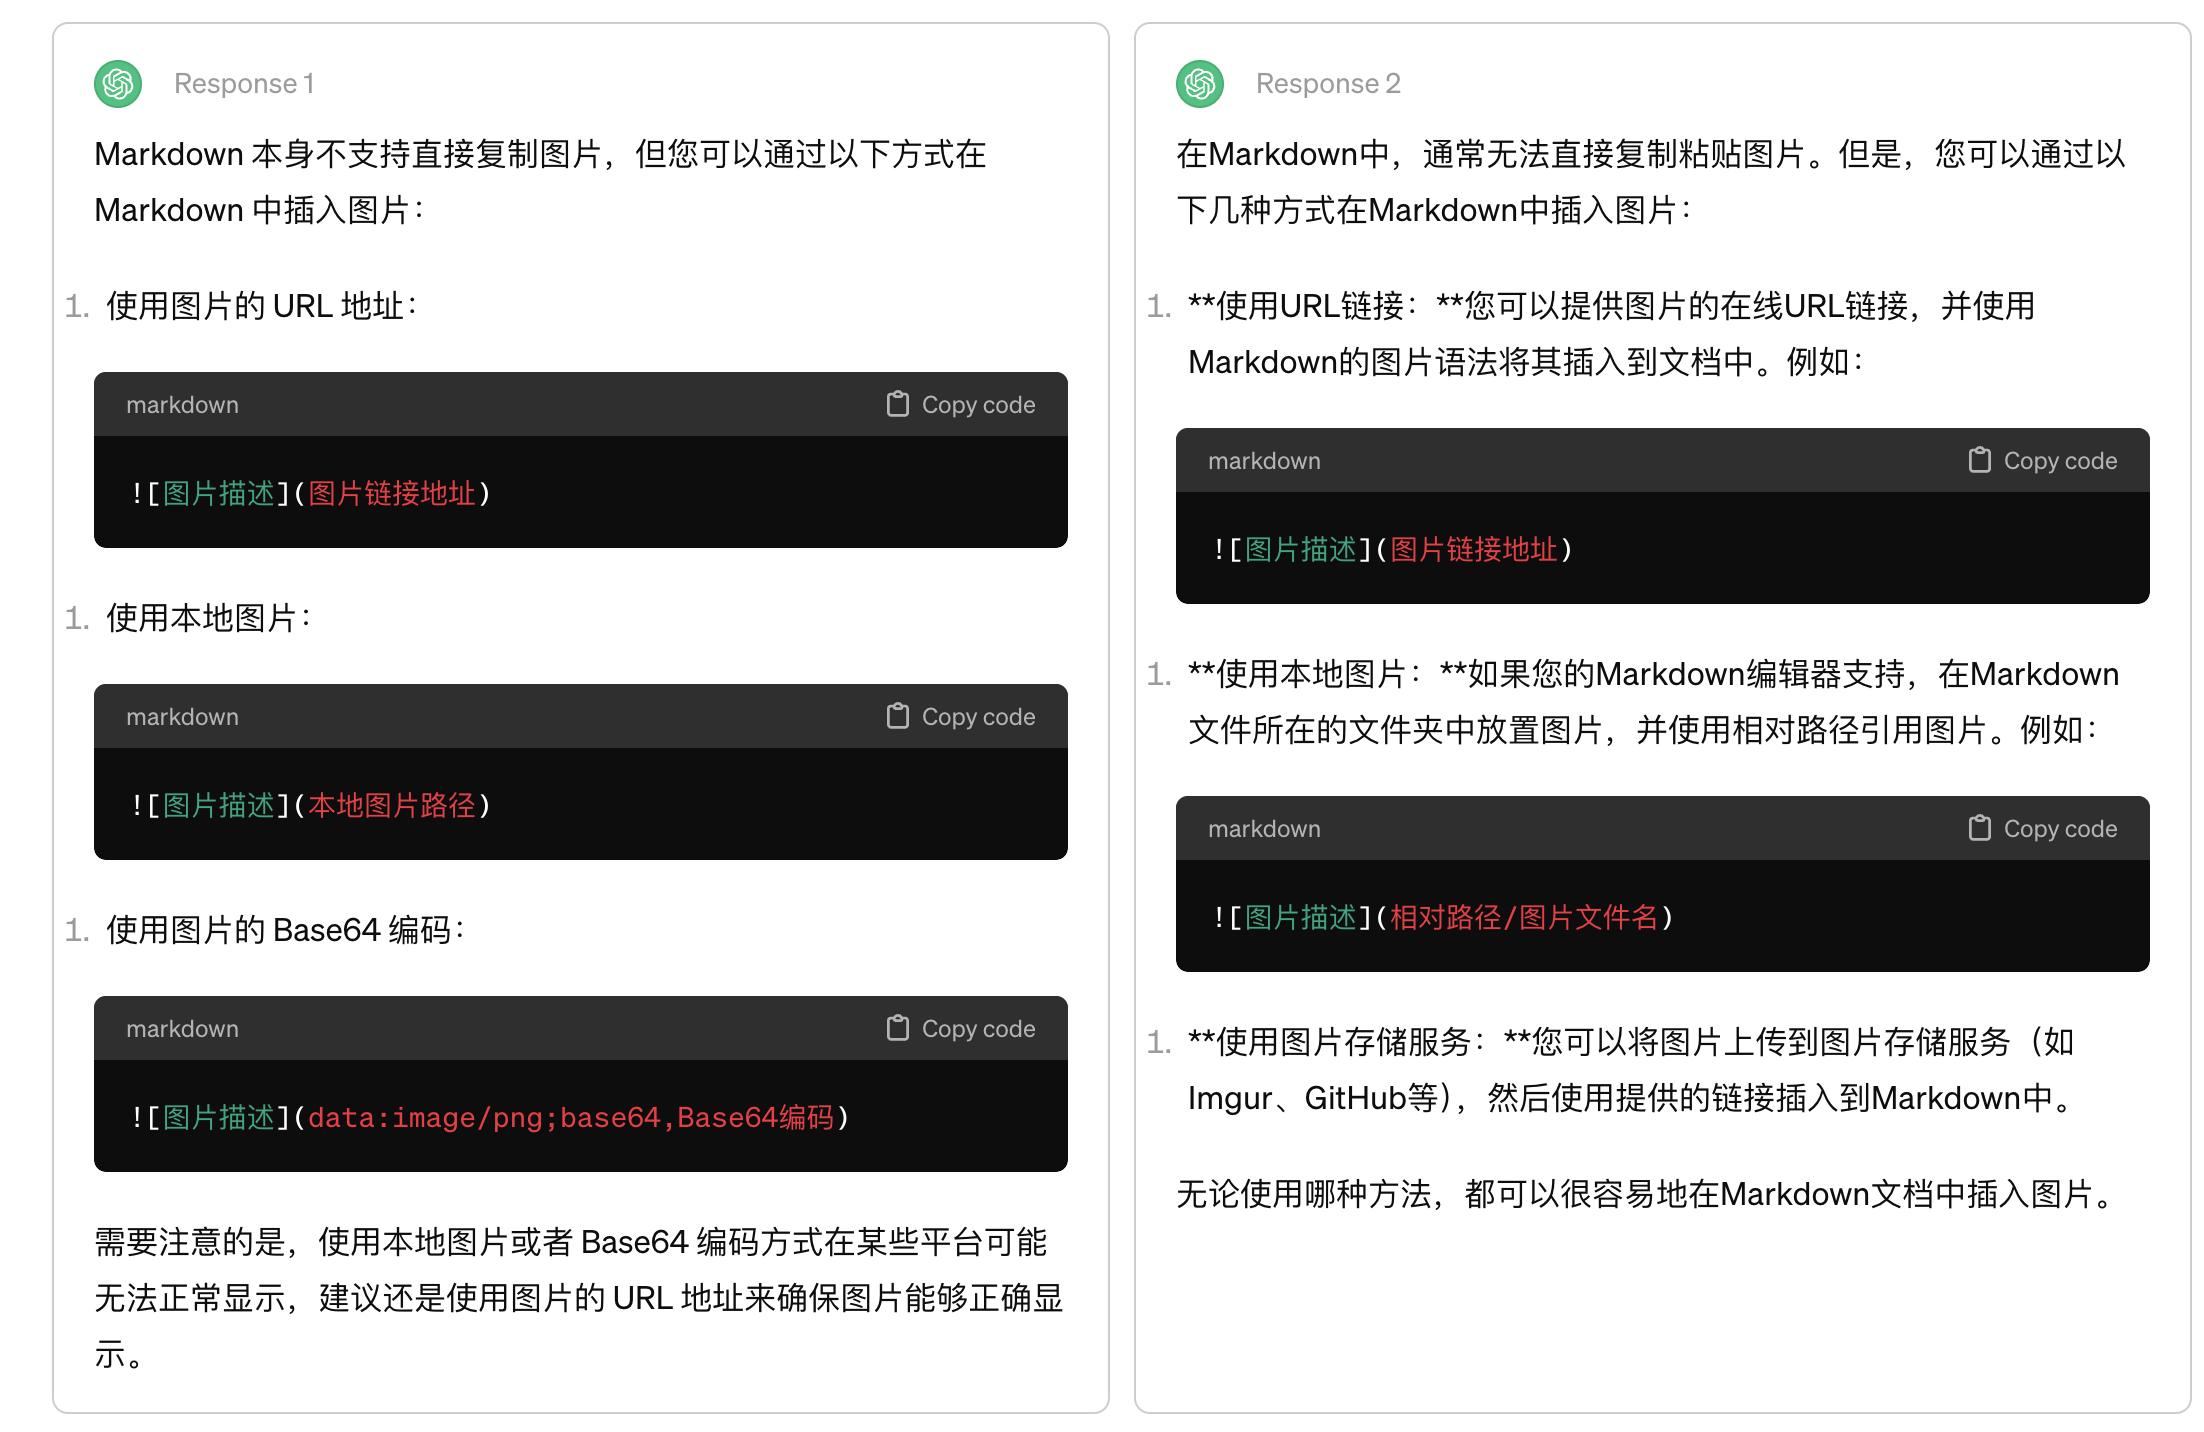 Response 1
Markdown 本身不支持直接复制图片，但您可以通过以下方式在
Markdown 中插入图片：
1. 使用图片的 URL 地址：
markdown
Copy code
![图片描述](图片链接地址)
1. 使用本地图片：
markdown
Copy code
![图片描述](本地图片路径)
1. 使用图片的 Base64 编码：
markdown
Copy code
![图片描述](data:image/png;base64,Base64编码)
需要注意的是，使用本地图片或者 Base64 编码方式在某些平台可能
无法正常显示，建议还是使用图片的 URL 地址来确保图片能够正确显
示。
Response 2
在Markdown中，通常无法直接复制粘贴图片。但是，您可以通过以
下几种方式在Markdown中插入图片：
1. **使用URL链接：**您可以提供图片的在线URL链接，并使用
Markdown的图片语法将其插入到文档中。例如：
markdown
Copy code
![图片描述](图片链接地址)
1. **使用本地图片：**如果您的Markdown编辑器支持，在Markdown
文件所在的文件夹中放置图片，并使用相对路径引用图片。例如：
markdown
Copy code
![图片描述](相对路径/图片文件名)
1. **使用图片存储服务：**您可以将图片上传到图片存储服务（如
Imgur、GitHub等），然后使用提供的链接插入到Markdown中。
无论使用哪种方法，都可以很容易地在Markdown文档中插入图片。